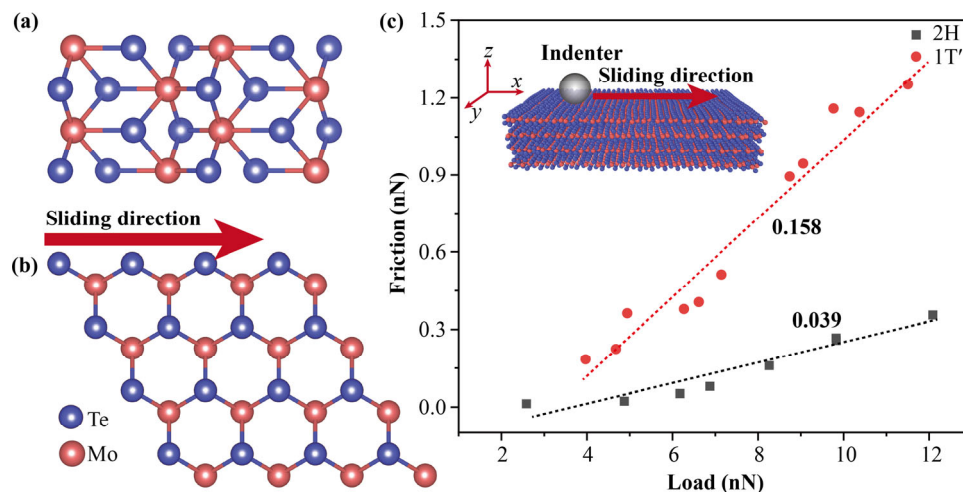 (a)
Sliding direction
(b)
Te
Mo
(c)
2H
1T′
Indenter
Sliding direction
z
x
y
0.158
0.039
Friction (nN)
1.5
1.2
0.9
0.6
0.3
0.0
4 6 8 10 12
Load (nN)